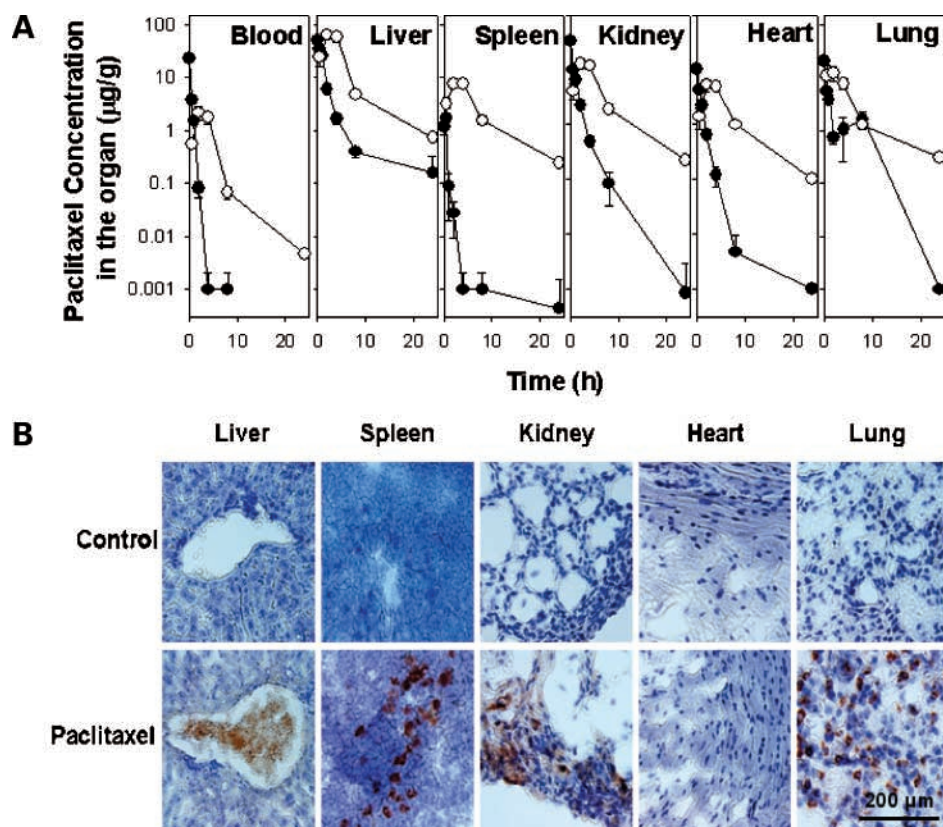 A
Paclitaxel Concentration
in the organ (µg/g)
100
10
1
0.1
0.01
0.001
Blood
Liver
Spleen
Kidney
Heart
Lung
0 10 20
0 10 20
0 10 20
0 10 20
0 10 20
0 10 20
Time (h)
B
Liver Spleen Kidney Heart Lung
Control
Paclitaxel
200 µm